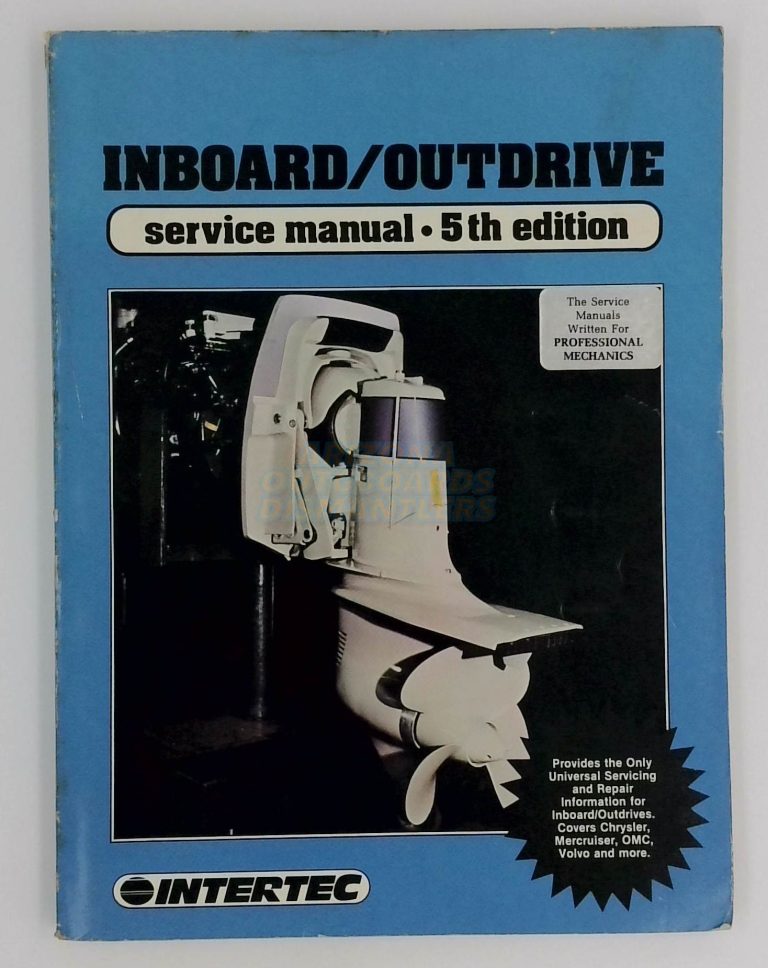 INBOARD/OUTDRIVE
service manual • 5th edition
The Service
Manuals
Written For
PROFESSIONAL
MECHANICS
OUTBOARDS
Provides the Only
Universal Servicing
and Repair
Information for
Inboard/Outdrives.
Covers Chrysler,
Mercruiser, OMC,
Volvo and more.
INTERTEC